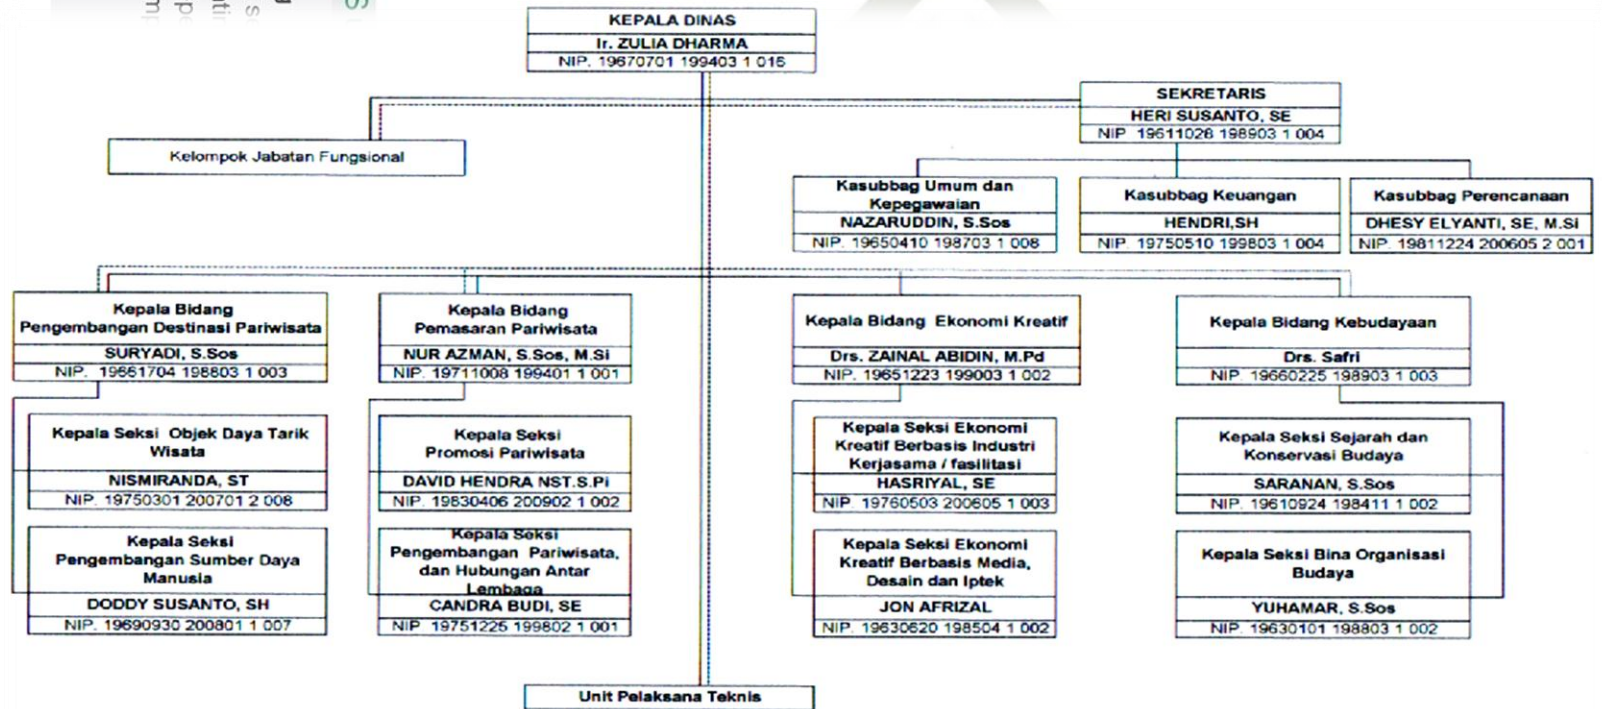 KEPALA DINAS
Ir. ZULIA DHARMA
NIP. 19670701 199403 1 016
SEKRETARIS
HERI SUSANTO, SE
NIP 19611028 198903 1 004
Kelompok Jabatan Fungsional
Kasubbag Umum dan
Kepegawaian
NAZARUDDIN, S.Sos
NIP. 19650410 198703 1 008
Kasubbag Keuangan
HENDRI,SH
NIP. 19750510 199803 1 004
Kasubbag Perencanaan
DHESY ELYANTI, SE, M.Si
NIP. 19811224 200605 2 001
Kepala Bidang
Pengembangan Destinasi Pariwisata
SURYADI, S.Sos
NIP. 19661704 198803 1 003
Kepala Bidang
Pemasaran Pariwisata
NUR AZMAN, S.Sos, M.Si
NIP. 19711008 199401 1 001
Kepala Bidang Ekonomi Kreatif
Drs. ZAINAL ABIDIN, M.Pd
NIP. 19651223 199003 1 002
Kepala Bidang Kebudayaan
Drs. Safri
NIP. 19660225 198903 1 003
Kepala Seksi Objek Daya Tarik
Wisata
NISMIRANDA, ST
NIP. 19750301 200701 2 008
Kepala Seksi
Promosi Pariwisata
DAVID HENDRA NST.S.Pi
NIP. 19830406 200902 1 002
Kepala Seksi Ekonomi
Kreatif Berbasis Industri
Kerjasama / fasilitasi
HASRIYAL, SE
NIP. 19760503 200605 1 003
Kepala Seksi Sejarah dan
Konservasi Budaya
SARANAN, S.Sos
NIP. 19610924 198411 1 002
Kepala Seksi
Pengembangan Sumber Daya
Manusia
DODDY SUSANTO, SH
NIP. 19690930 200801 1 007
Kepala Seksi
Pengembangan Pariwisata,
dan Hubungan Antar
Lembaga
CANDRA BUDI, SE
NIP 19751225 199802 1 001
Kepala Seksi Ekonomi
Kreatif Berbasis Media,
Desain dan Iptek
JON AFRIZAL
NIP. 19630620 198504 1 002
Kepala Seksi Bina Organisasi
Budaya
YUHAMAR, S.Sos
NIP. 19630101 198803 1 002
Unit Pelaksana Teknis